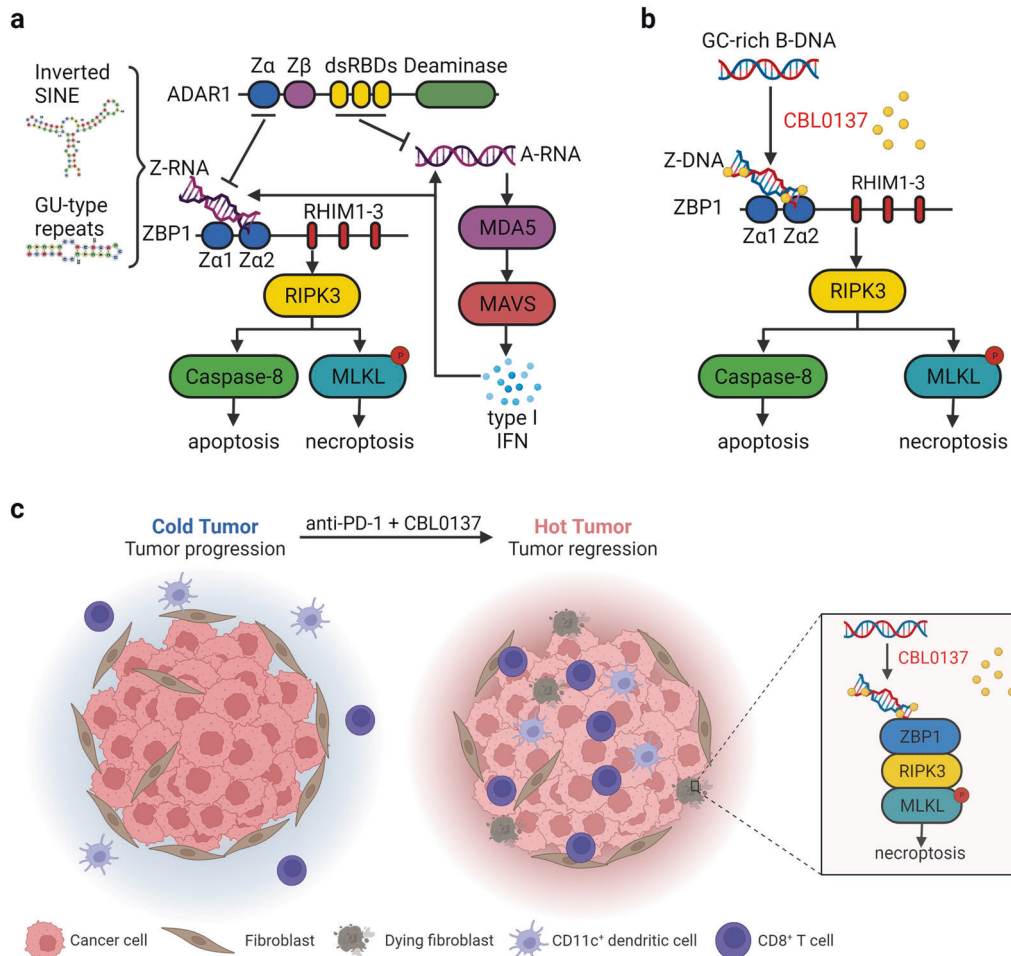 a
Inverted
SINE
GU-type
repeats
Zα Zβ dsRBDs Deaminase
ADAR1
Z-RNA
A-RNA
ZBP1
RHIM1-3
Zα1 Zα2
MDA5
RIPK3
MAVS
Caspase-8
MLKL
P
type I
IFN
apoptosis
necroptosis
b
GC-rich B-DNA
CBL0137
Z-DNA
RHIM1-3
ZBP1
Zα1 Zα2
RIPK3
Caspase-8
MLKL
P
apoptosis
necroptosis
c
Cold Tumor
Tumor progression
anti-PD-1 + CBL0137
Hot Tumor
Tumor regression
CBL0137
ZBP1
RIPK3
MLKL
P
necroptosis
Cancer cell
Fibroblast
Dying fibroblast
CD11c⁺ dendritic cell
CD8⁺ T cell